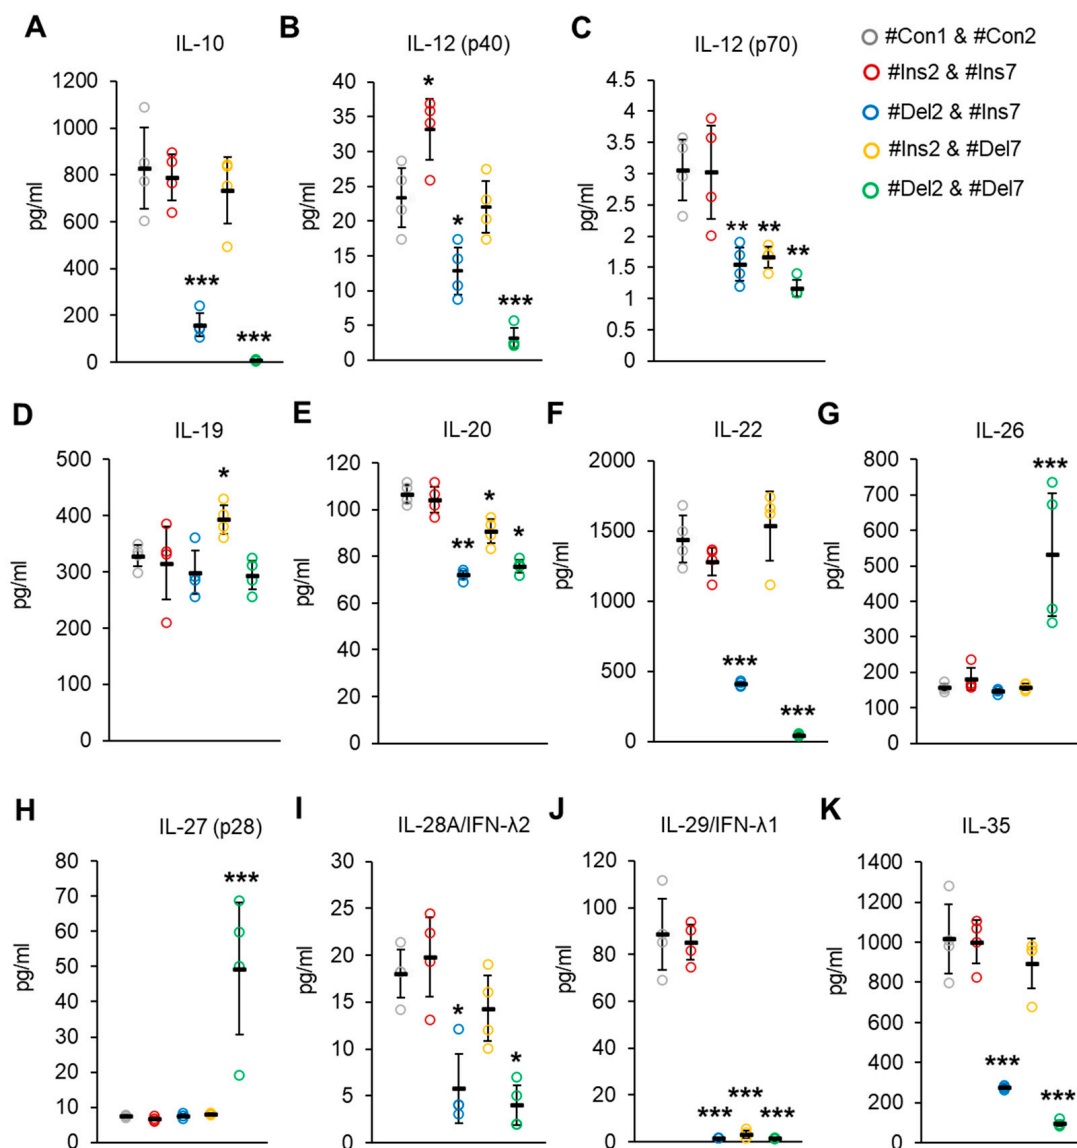 A
IL-10
pg/ml
1200
1000
800
600
400
200
0
***
***
B
IL-12 (p40)
pg/ml
40
35
30
25
20
15
10
5
0
*
*
***
C
IL-12 (p70)
pg/ml
4.5
4
3.5
3
2.5
2
1.5
1
0.5
0
**
**
**
#Con1 & #Con2
#Ins2 & #Ins7
#Del2 & #Ins7
#Ins2 & #Del7
#Del2 & #Del7
D
IL-19
pg/ml
500
400
300
300
100
0
*
E
IL-20
pg/ml
120
100
80
60
40
20
0
**
*
*
F
IL-22
pg/ml
2000
1500
1000
500
0
***
***
G
IL-26
pg/ml
800
700
600
500
400
300
200
100
0
***
H
IL-27 (p28)
pg/ml
80
70
60
50
40
30
20
10
0
***
I
IL-28A/IFN-λ2
pg/ml
30
25
20
15
10
5
0
*
*
J
IL-29/IFN-λ1
pg/ml
120
100
80
60
40
20
0
***
***
***
K
IL-35
pg/ml
1400
1200
1000
800
600
400
200
0
***
***